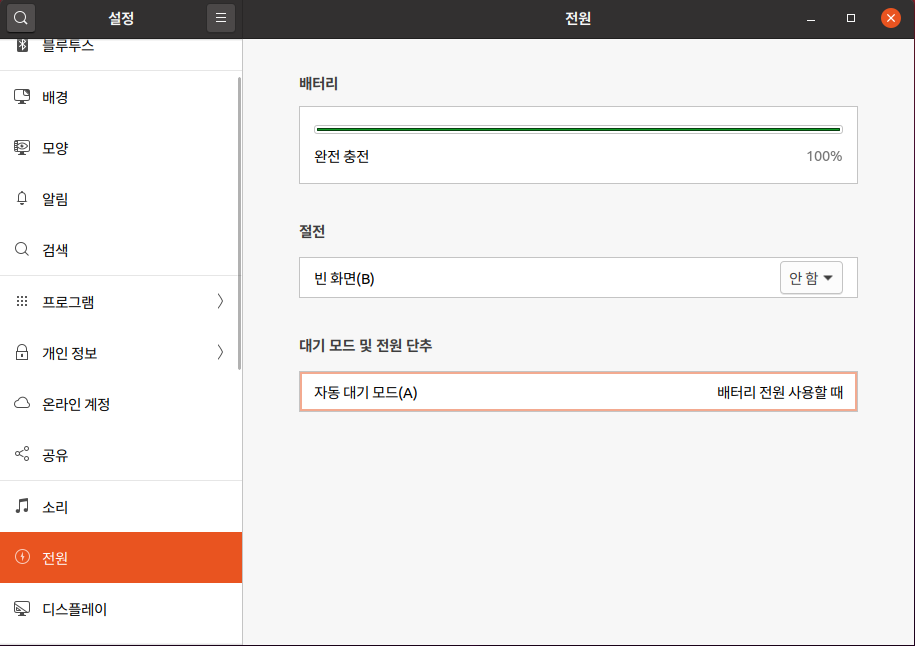 설정
전원
블루투스
배경
모양
알림
검색
프로그램
개인 정보
온라인 계정
공유
소리
전원
디스플레이
배터리
완전 충전 100%
절전
빈 화면(B) 안 함
대기 모드 및 전원 단추
자동 대기 모드(A) 배터리 전원 사용할 때